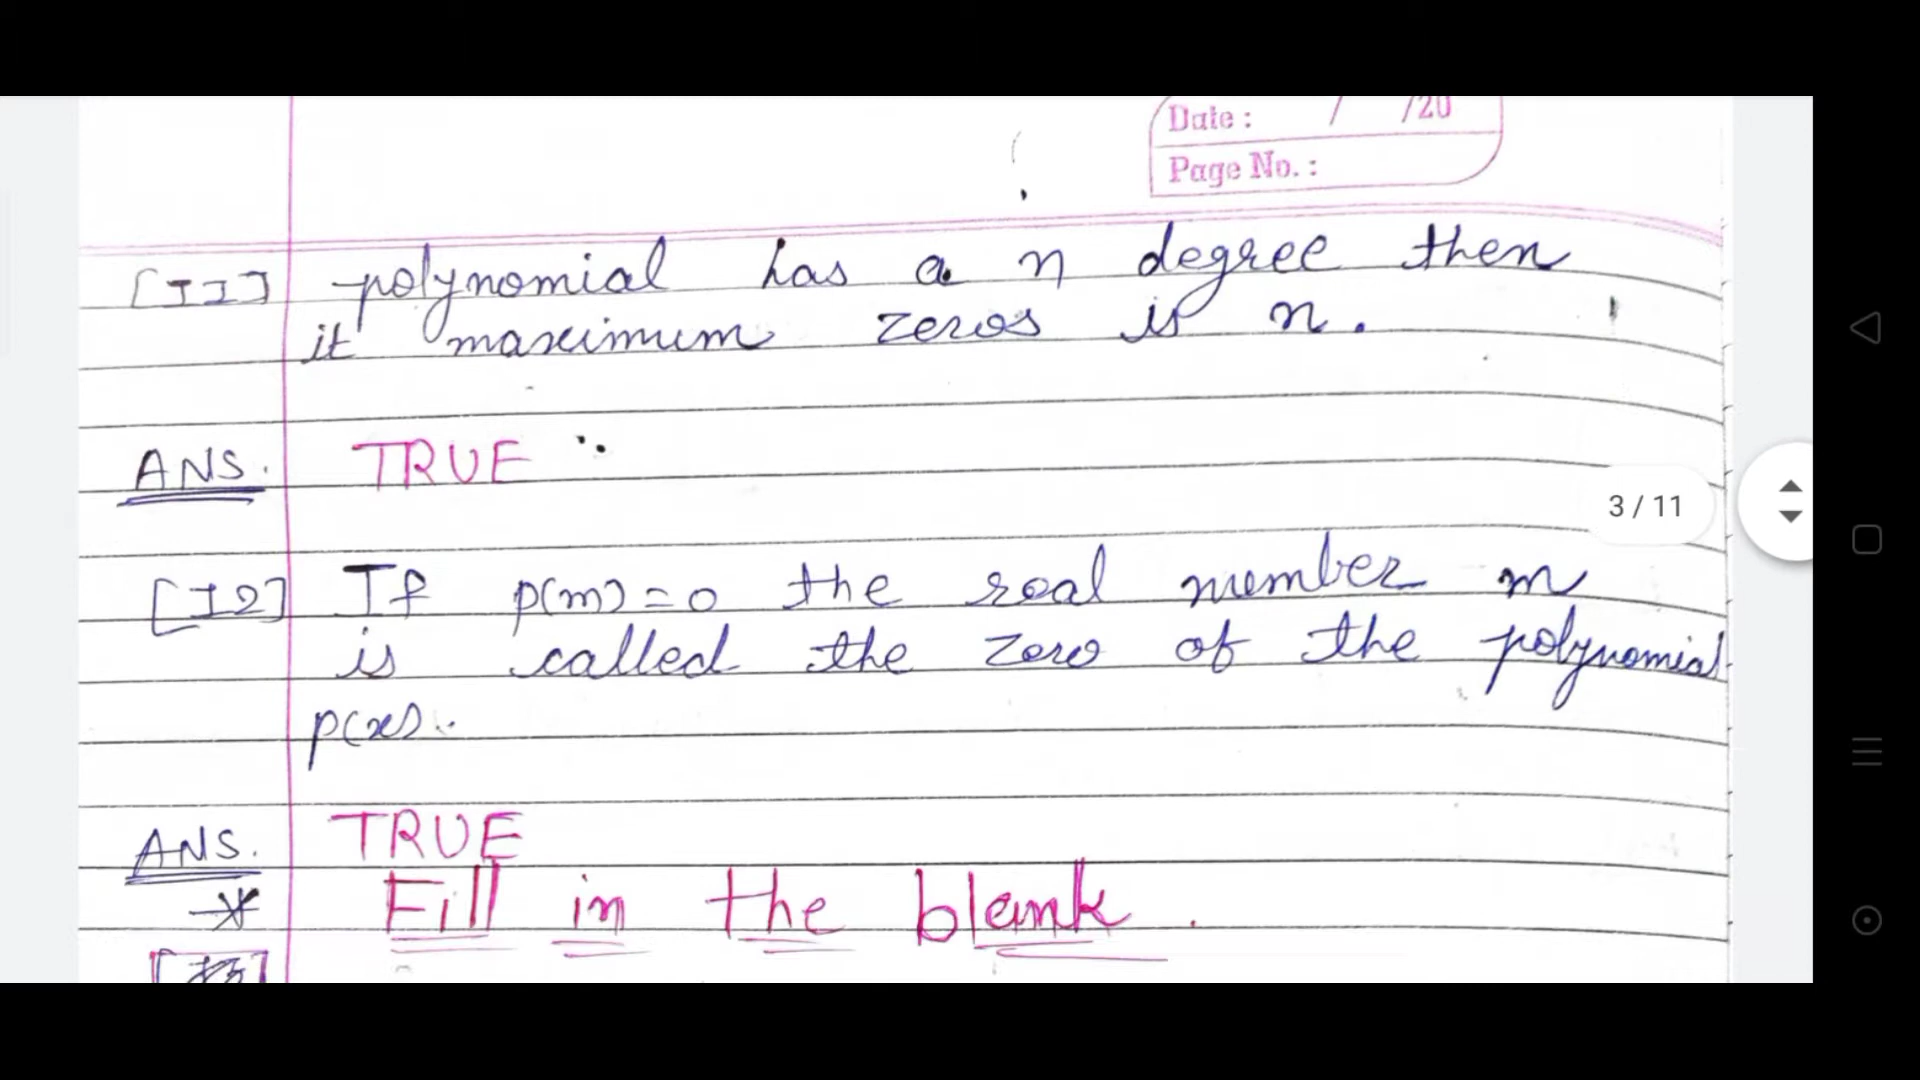 Date : / /20
Page No. :
[11] polynomial has a n degree then
it maximum zeros is n.
ANS. TRUE
3 / 11
[12] If p(m)=0 the real number m
is called the zero of the polynomial
p(x).
ANS. TRUE
* Fill in the blank.